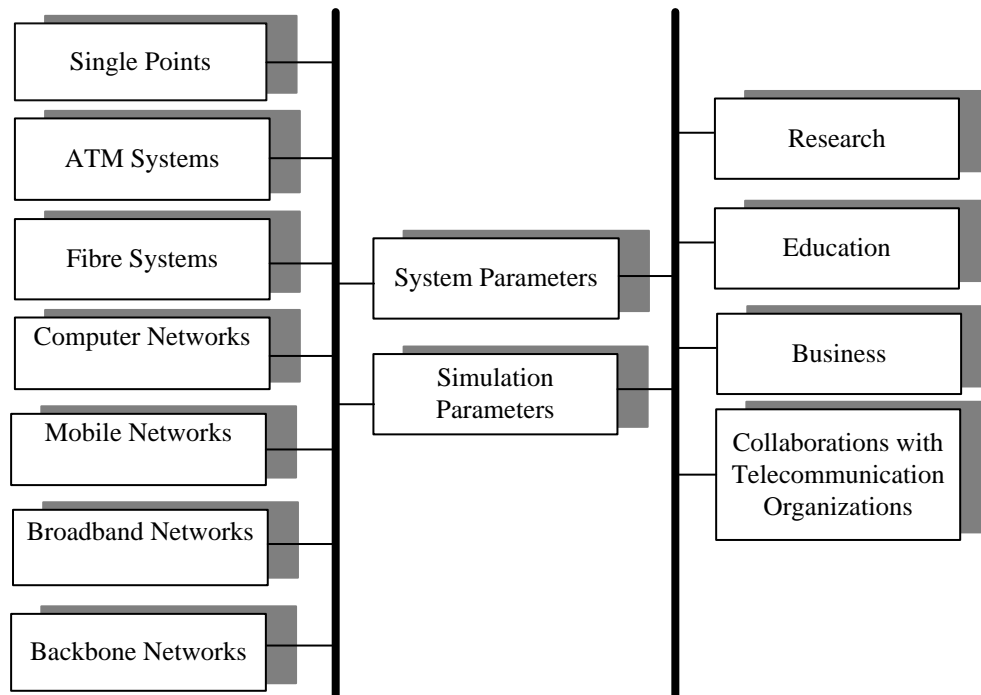 Single Points
ATM Systems
Fibre Systems
Computer Networks
Mobile Networks
Broadband Networks
Backbone Networks
System Parameters
Simulation
Parameters
Research
Education
Business
Collaborations with
Telecommunication
Organizations